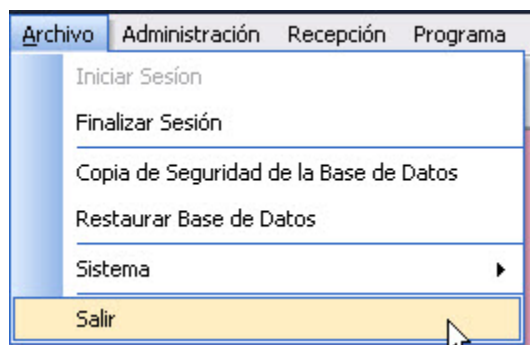 Archivo Administración Recepción Programa
Iniciar Sesíon
Finalizar Sesión
Copia de Seguridad de la Base de Datos
Restaurar Base de Datos
Sistema
Salir